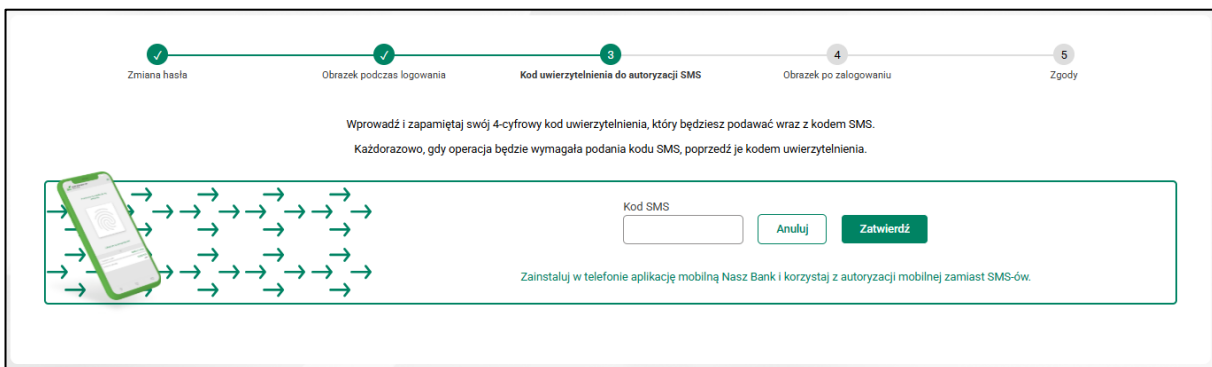 ✓ ✓ 3 4 5
Zmiana hasła Obrazek podczas logowania Kod uwierzytelnienia do autoryzacji SMS Obrazek po zalogowaniu Zgody
Wprowadź i zapamiętaj swój 4-cyfrowy kod uwierzytelnienia, który będziesz podawać wraz z kodem SMS.
Każdorazowo, gdy operacja będzie wymagała podania kodu SMS, poprzedź je kodem uwierzytelnienia.
Kod SMS
Anuluj Zatwierdź
Zainstaluj w telefonie aplikację mobilną Nasz Bank i korzystaj z autoryzacji mobilnej zamiast SMS-ów.